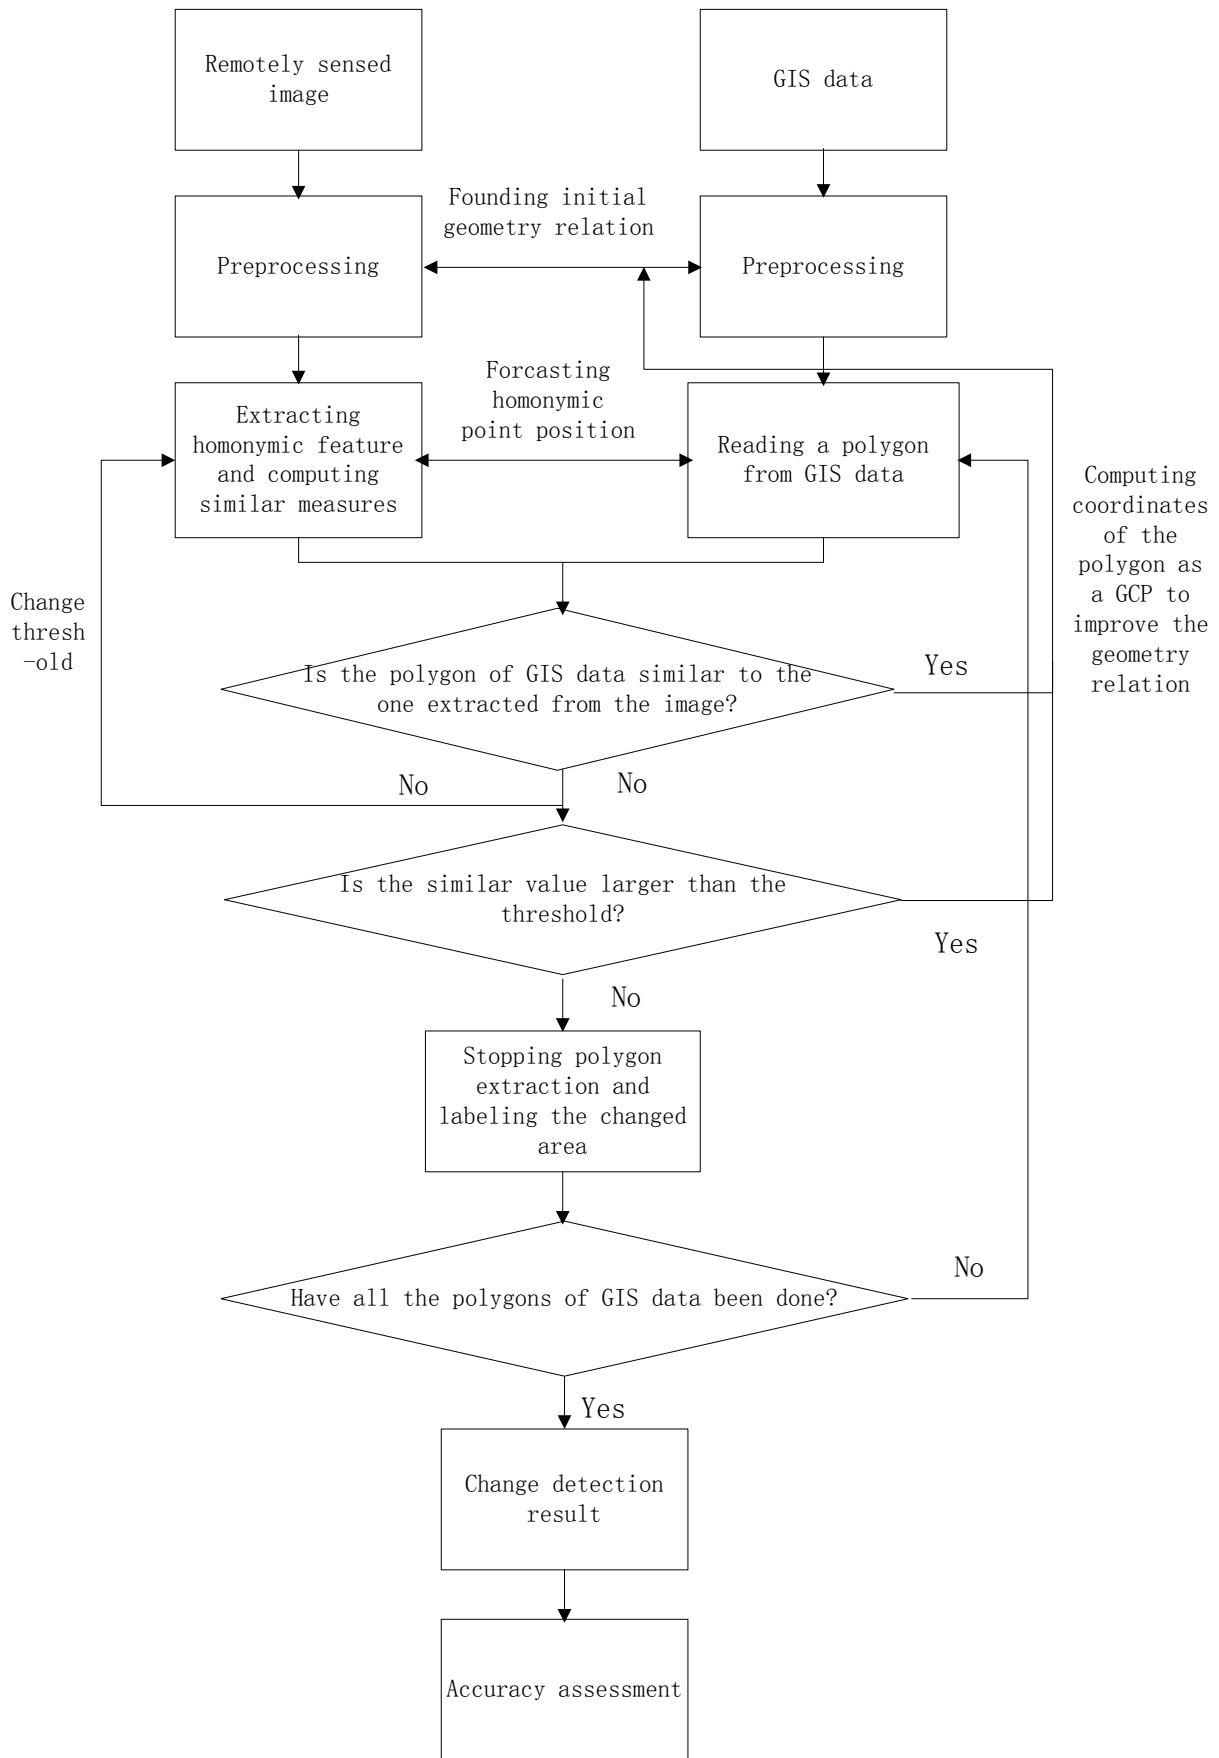 Remotely sensed
image
GIS data
Founding initial
geometry relation
Preprocessing
Preprocessing
Forcasting
homonymic
point position
Extracting
homonymic feature
and computing
similar measures
Reading a polygon
from GIS data
Computing
coordinates
of the
polygon as
a GCP to
improve the
geometry
relation
Change
thresh
-old
Is the polygon of GIS data similar to the
one extracted from the image?
Yes
No
No
Is the similar value larger than the
threshold?
Yes
No
Stopping polygon
extraction and
labeling the changed
area
Have all the polygons of GIS data been done?
No
Yes
Change detection
result
Accuracy assessment